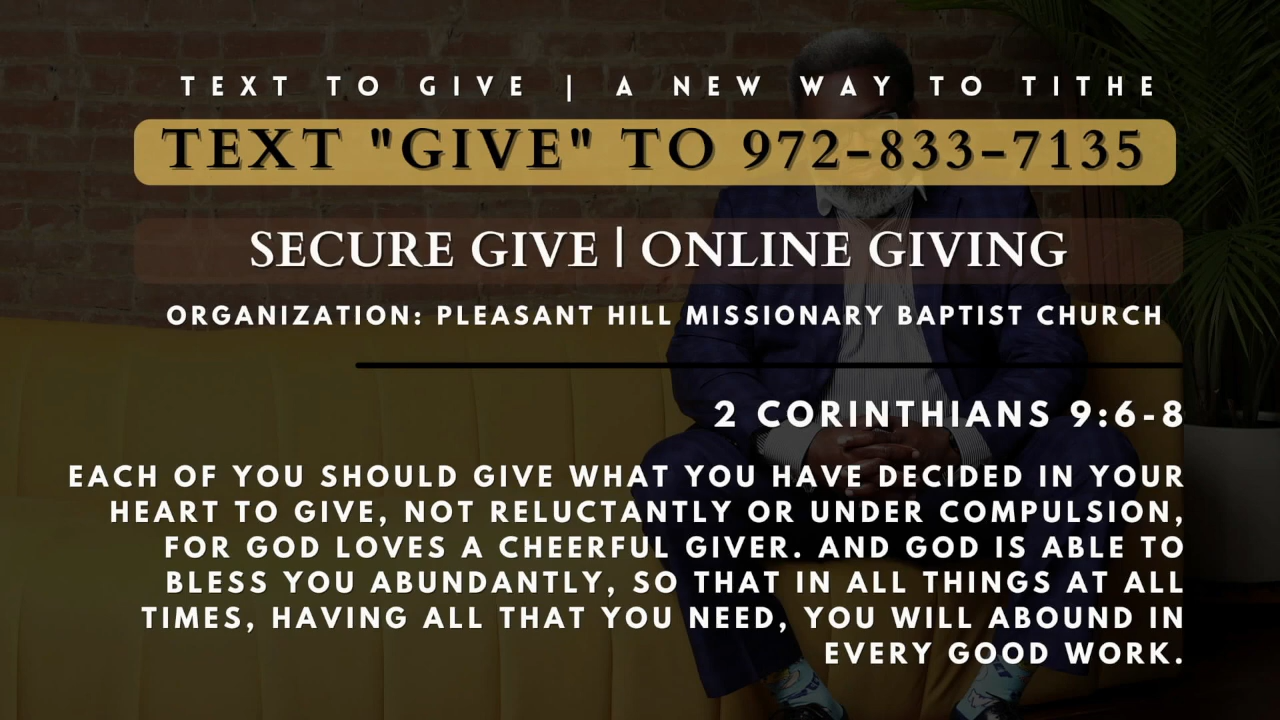 TEXT TO GIVE | A NEW WAY TO TITHE
TEXT "GIVE" TO 972-833-7135
SECURE GIVE | ONLINE GIVING
ORGANIZATION: PLEASANT HILL MISSIONARY BAPTIST CHURCH
2 CORINTHIANS 9:6-8
EACH OF YOU SHOULD GIVE WHAT YOU HAVE DECIDED IN YOUR
HEART TO GIVE, NOT RELUCTANTLY OR UNDER COMPULSION,
FOR GOD LOVES A CHEERFUL GIVER. AND GOD IS ABLE TO
BLESS YOU ABUNDANTLY, SO THAT IN ALL THINGS AT ALL
TIMES, HAVING ALL THAT YOU NEED, YOU WILL ABOUND IN
EVERY GOOD WORK.